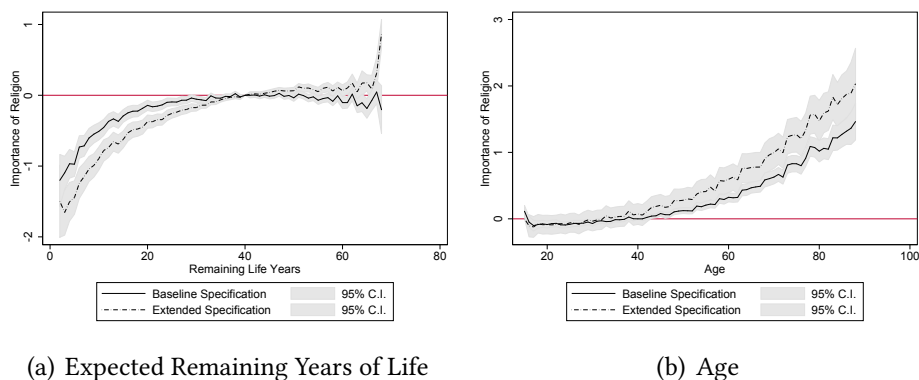 1
0
-1
-2
Importance of Religion
0 20 40 60 80
Remaining Life Years
Baseline Specification 95% C.I.
Extended Specification 95% C.I.
(a) Expected Remaining Years of Life
3
2
1
0
Importance of Religion
20 40 60 80 100
Age
Baseline Specification 95% C.I.
Extended Specification 95% C.I.
(b) Age